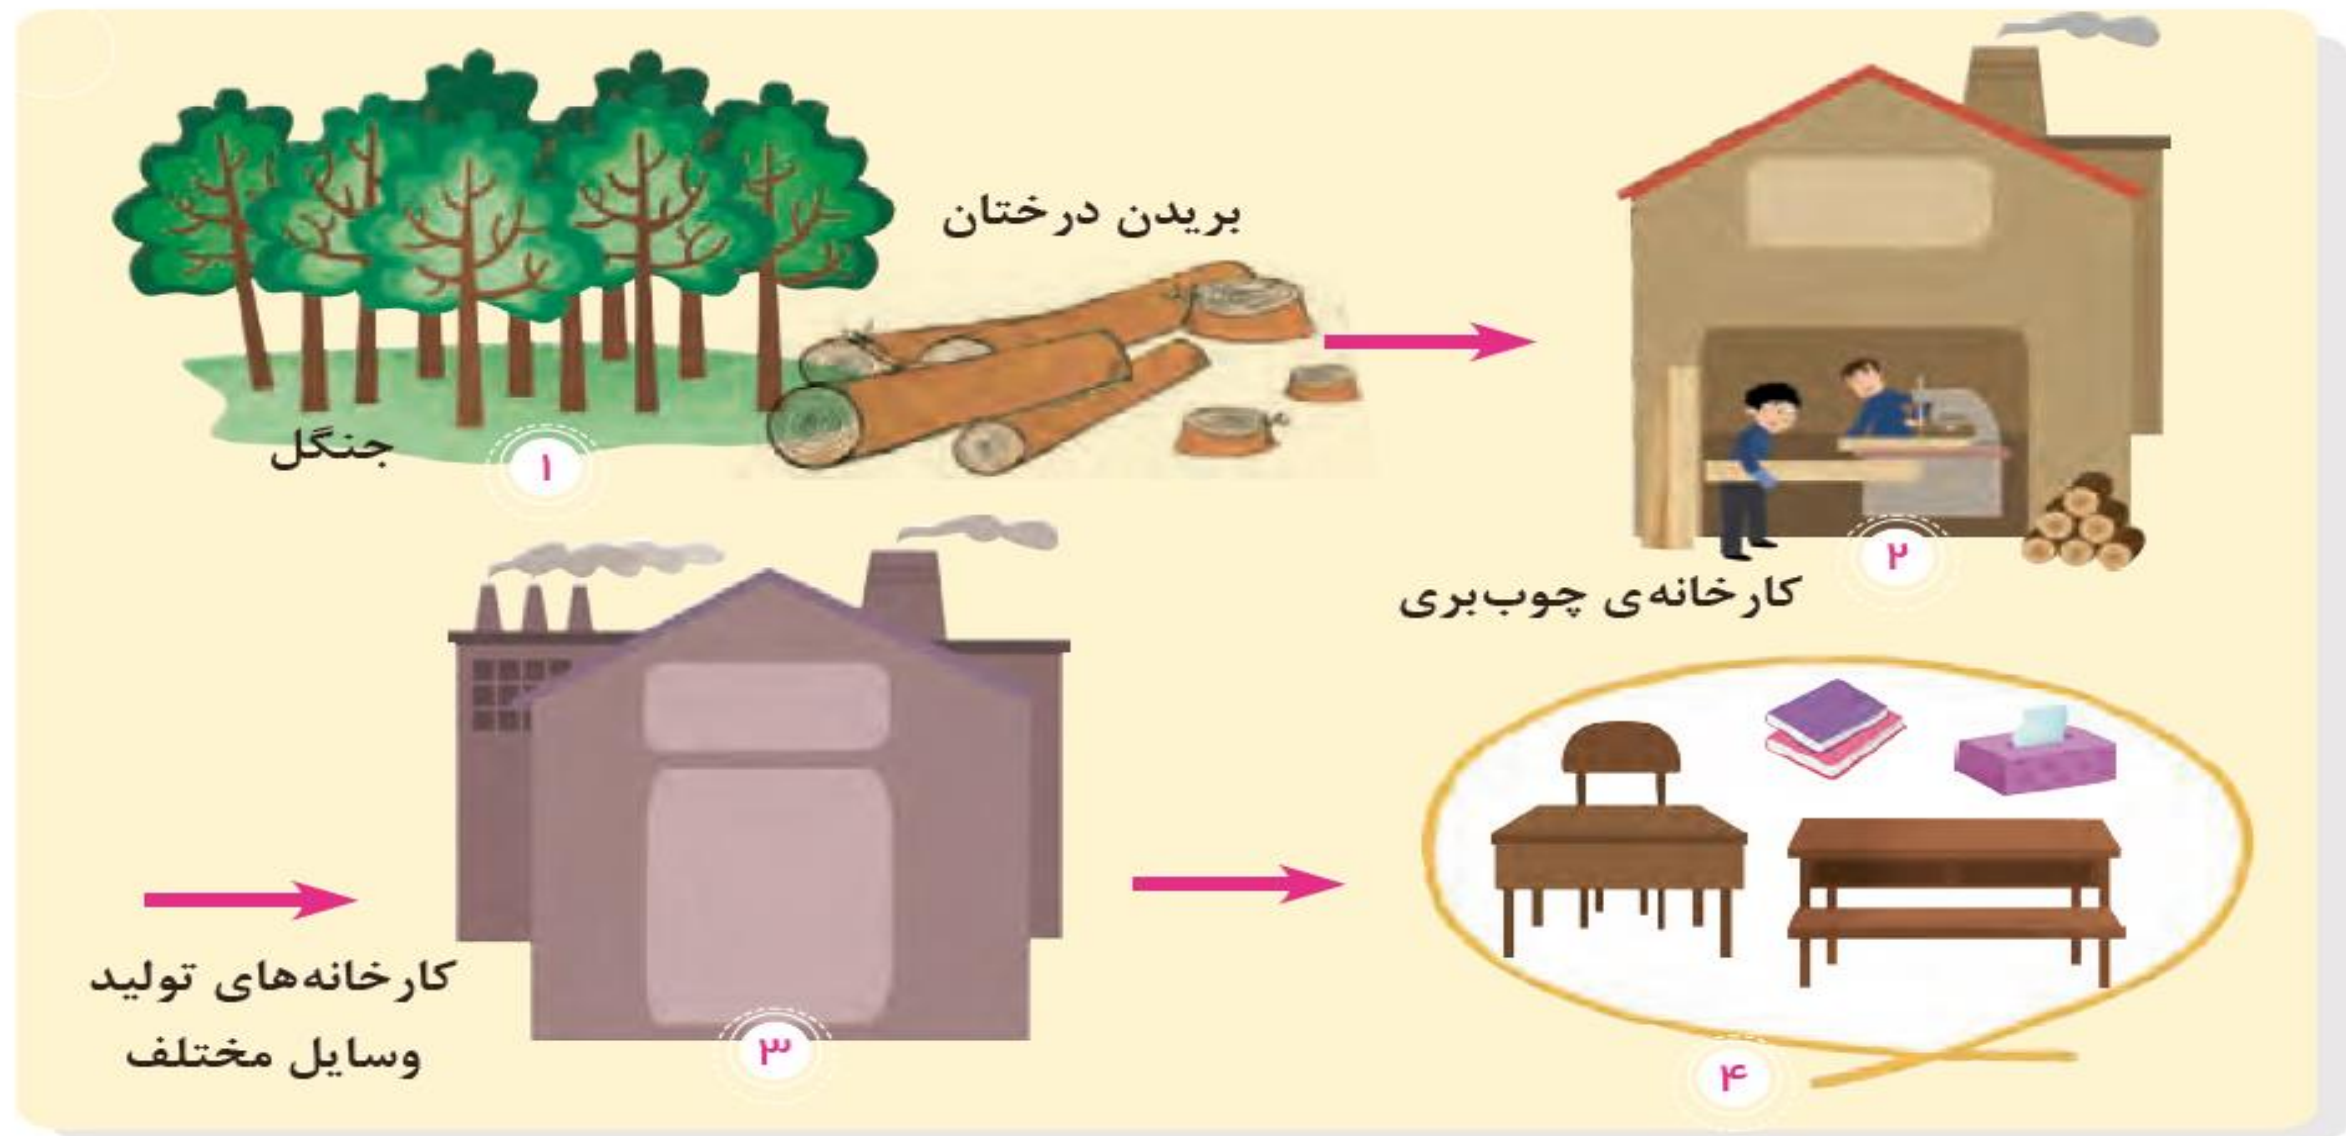 بریدن درختان
جنگل
۱
۲
کارخانه‌ی چوب‌بری
کارخانه‌های تولید
وسایل مختلف
۳
۴